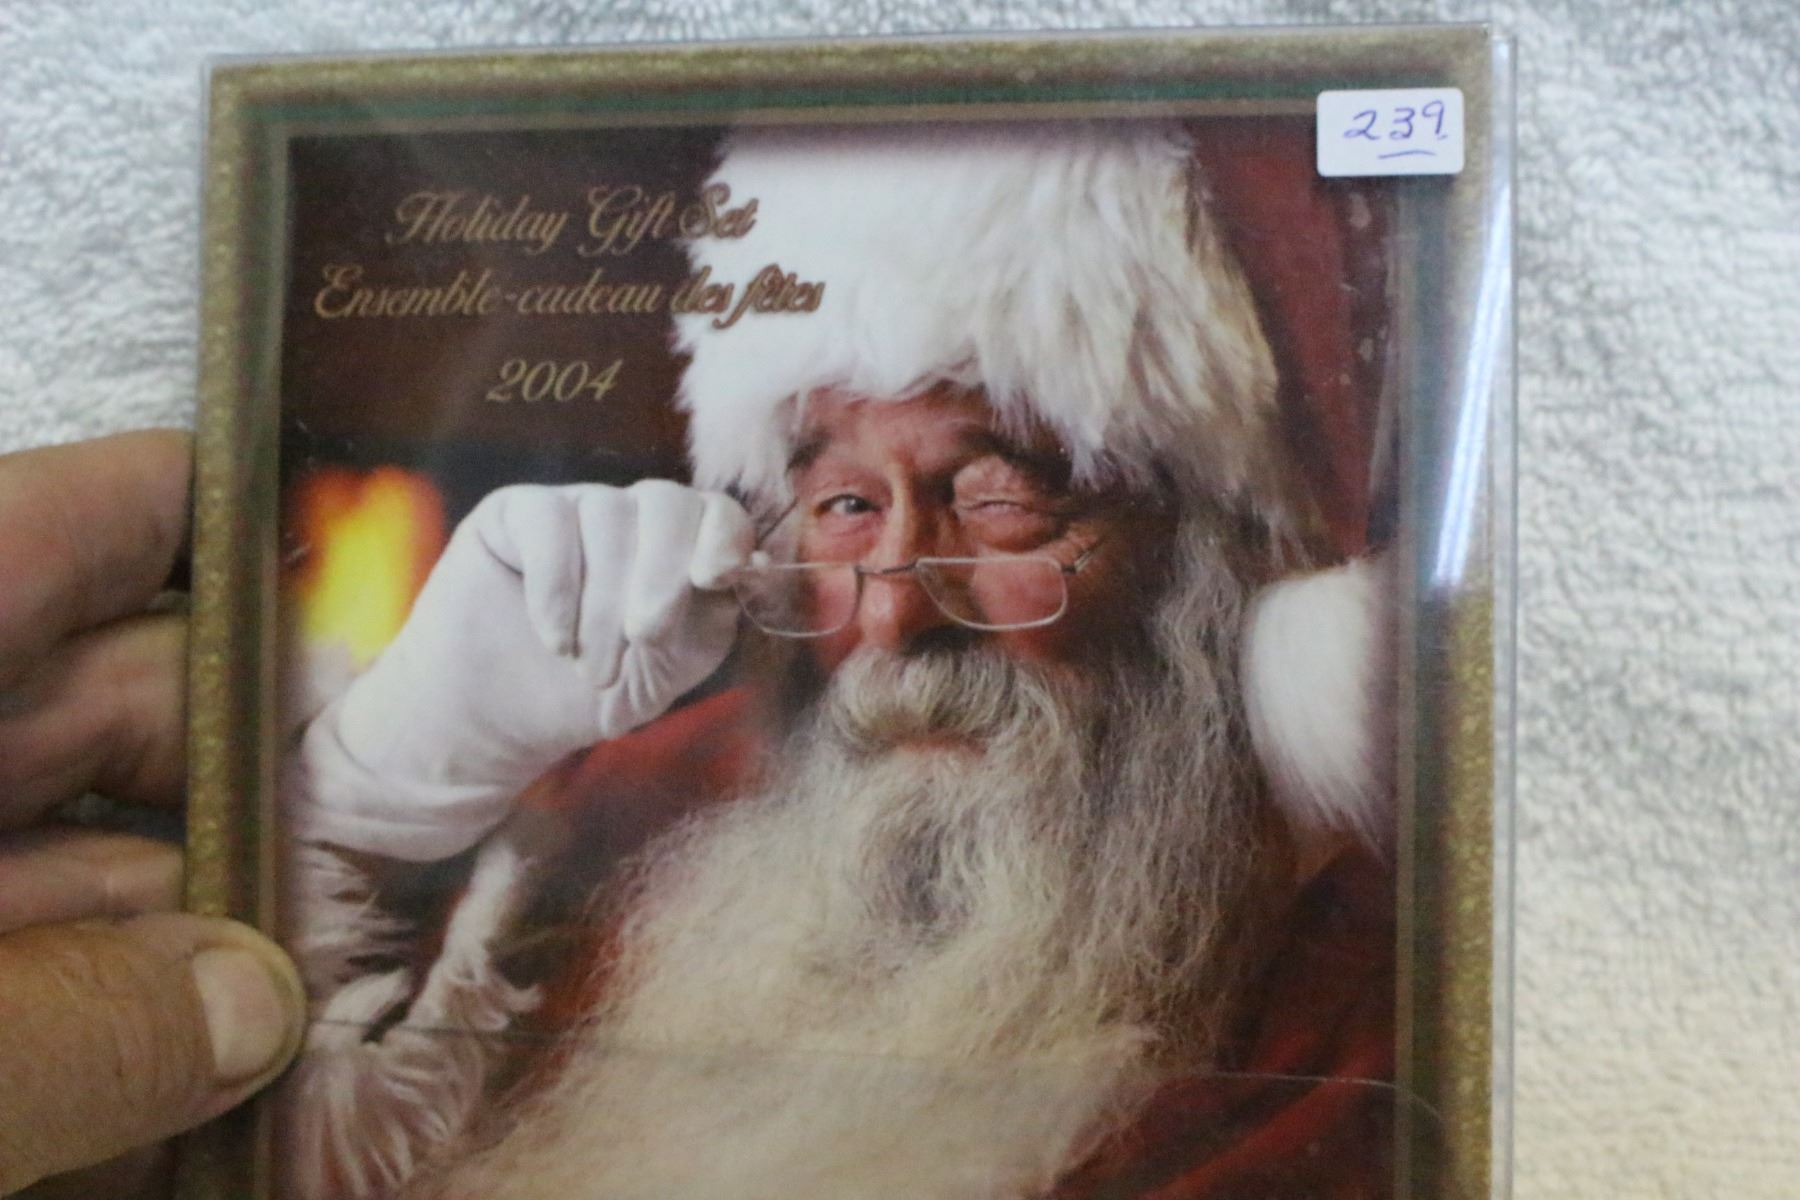 239.
Holiday Gift Set
Ensemble-cadeau des fêtes
2004